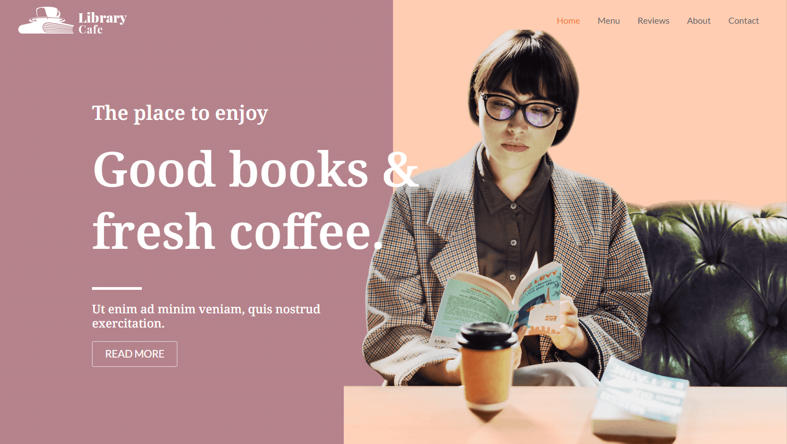 Library
Cafe
Home Menu Reviews About Contact
The place to enjoy
Good books &
fresh coffee.
Ut enim ad minim veniam, quis nostrud
exercitation.
READ MORE
LEVY